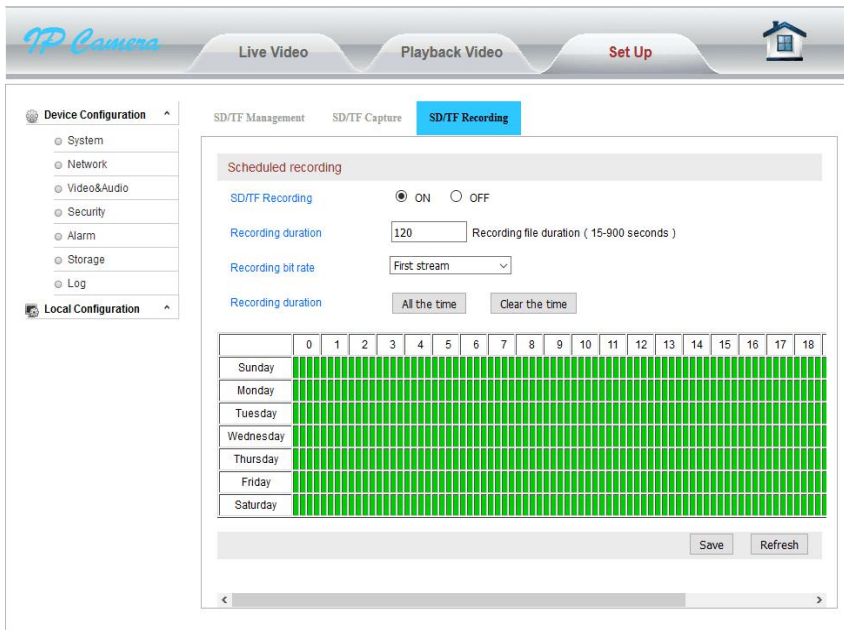 IP Camera
Live Video
Playback Video
Set Up
Device Configuration
System
Network
Video&Audio
Security
Alarm
Storage
Log
Local Configuration
SD/TF Management
SD/TF Capture
SD/TF Recording
Scheduled recording
SD/TF Recording ON OFF
Recording duration 120 Recording file duration ( 15-900 seconds )
Recording bit rate First stream
Recording duration All the time Clear the time
0 1 2 3 4 5 6 7 8 9 10 11 12 13 14 15 16 17 18
Sunday
Monday
Tuesday
Wednesday
Thursday
Friday
Saturday
Save Refresh